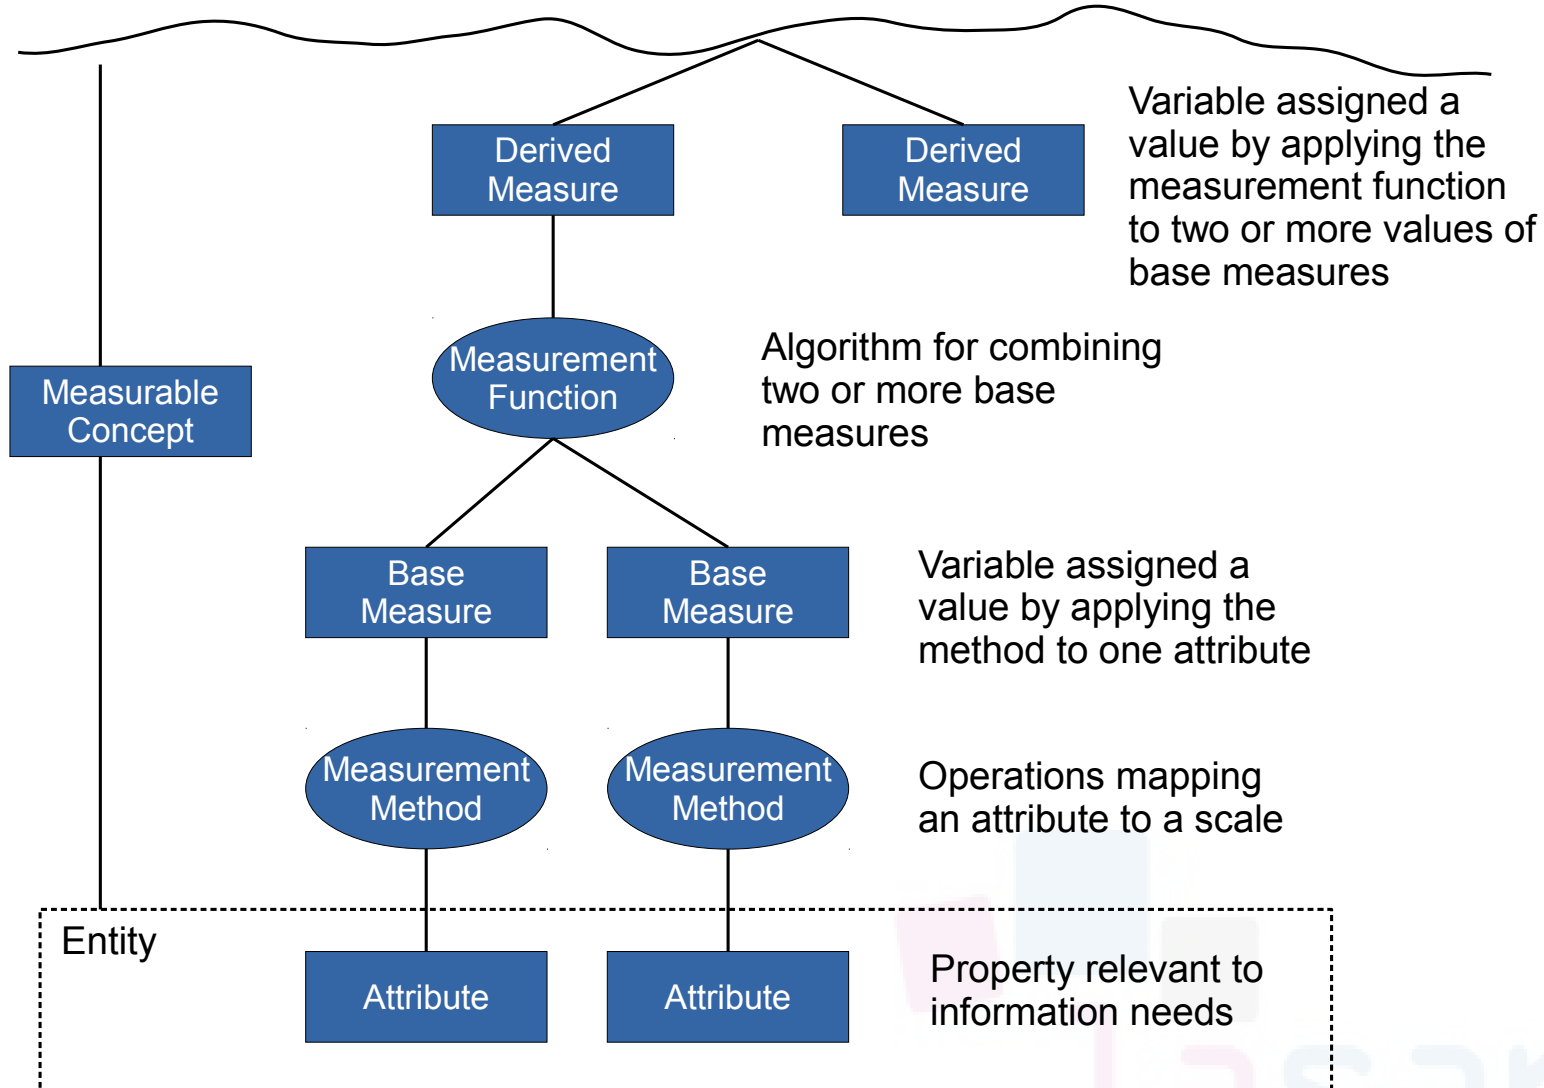 Derived
Measure
Derived
Measure
Variable assigned a
value by applying the
measurement function
to two or more values of
base measures
Measurement
Function
Algorithm for combining
two or more base
measures
Measurable
Concept
Base
Measure
Base
Measure
Variable assigned a
value by applying the
method to one attribute
Measurement
Method
Measurement
Method
Operations mapping
an attribute to a scale
Entity
Attribute
Attribute
Property relevant to
information needs